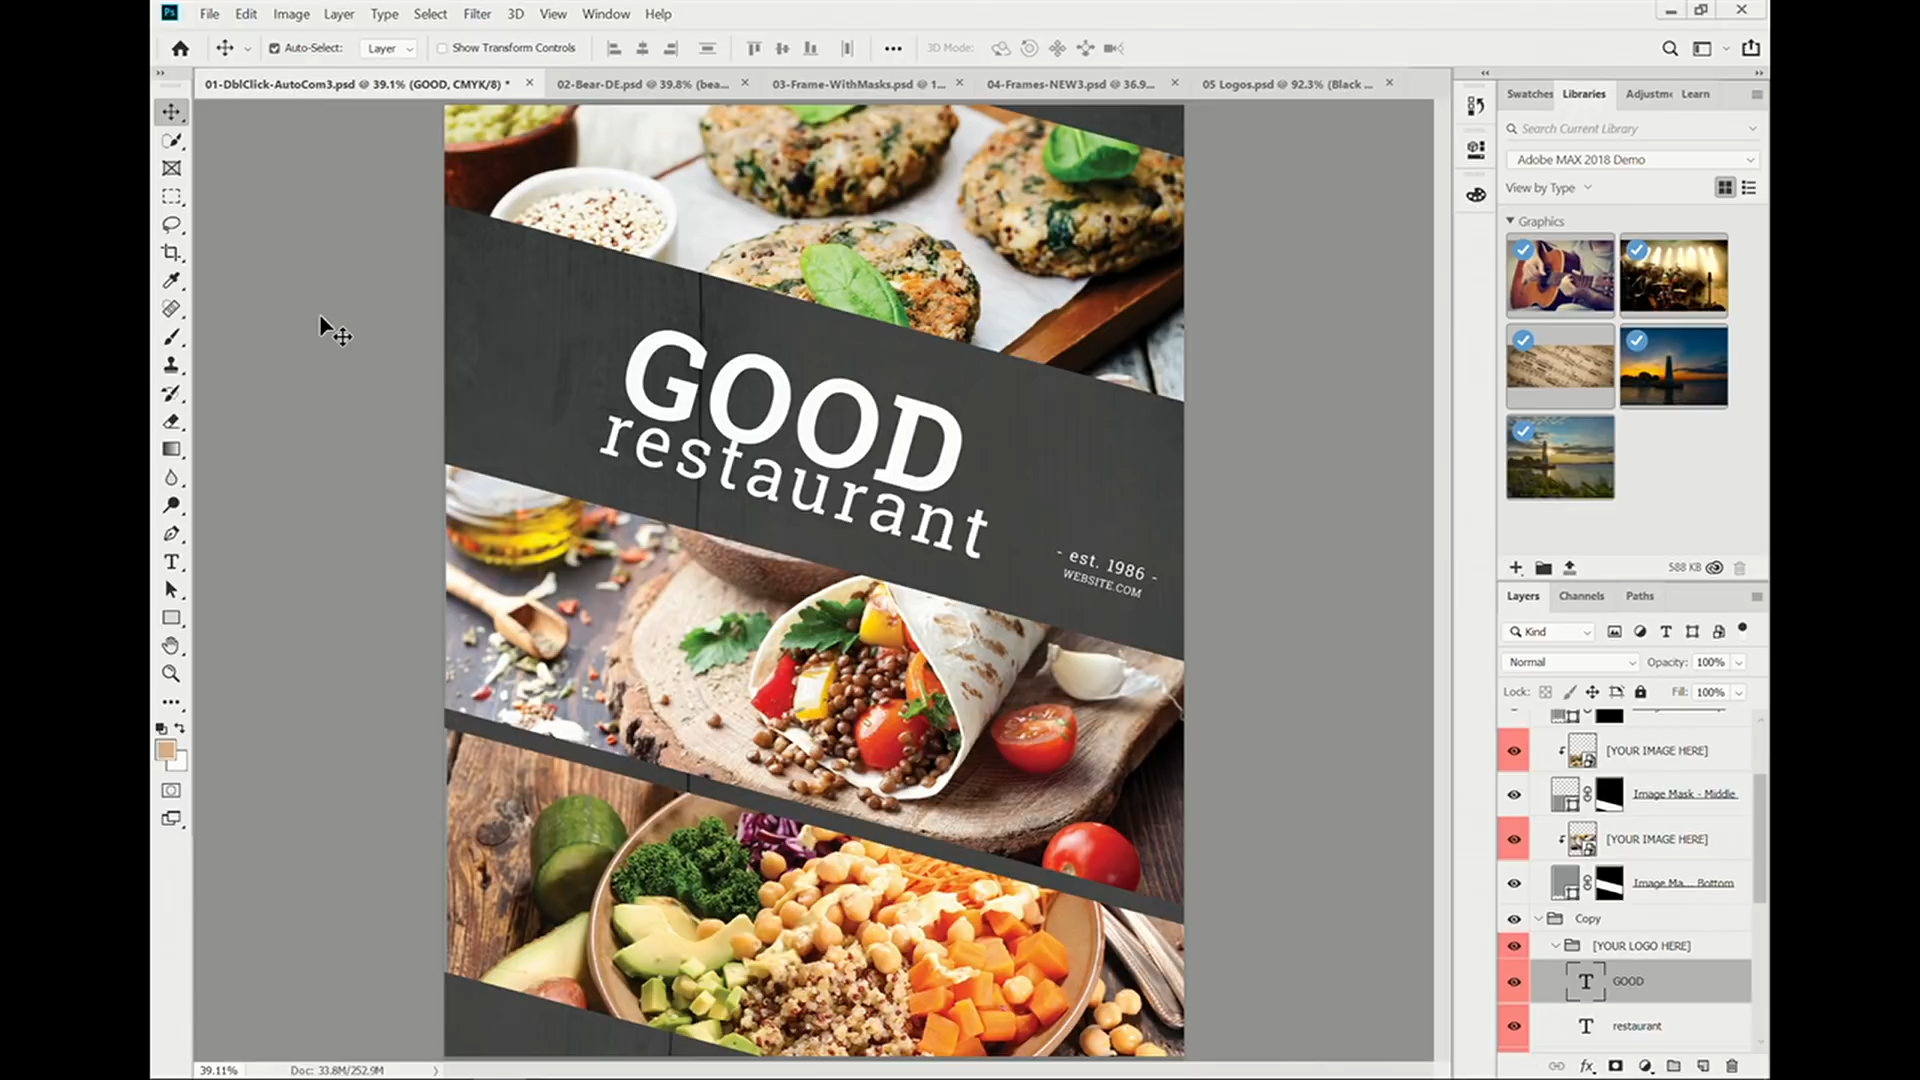 Ps
File Edit Image Layer Type Select Filter 3D View Window Help
Auto-Select: Layer Show Transform Controls 3D Mode:
01-DblClick-AutoCom3.psd @ 39.1% (GOOD, CMYK/8) * 02-Bear-DE.psd @ 39.8% (bea... 03-Frame-WithMasks.psd @ 1... 04-Frames-NEW3.psd @ 36.9... 05 Logos.psd @ 92.3% (Black ...
Swatches Libraries Adjustme Learn
Search Current Library
Adobe MAX 2018 Demo
View by Type
Graphics
GOOD
restaurant
- est. 1986 -
WEBSITE.COM
588 KB
Layers Channels Paths
Kind
Normal Opacity: 100%
Lock: Fill: 100%
[YOUR IMAGE HERE]
Image Mask - Middle
[YOUR IMAGE HERE]
Image Ma... Bottom
Copy
[YOUR LOGO HERE]
T GOOD
T restaurant
39.11% Doc: 33.8M/252.9M
fx